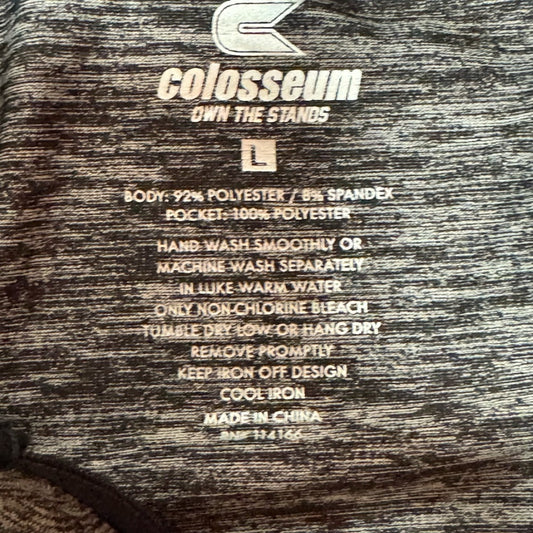 colosseum
OWN THE STANDS
L
BODY: 92% POLYESTER / 8% SPANDEX
POCKET: 100% POLYESTER
HAND WASH SMOOTHLY OR
MACHINE WASH SEPARATELY
IN LUKE-WARM WATER
ONLY NON-CHLORINE BLEACH
TUMBLE DRY LOW OR HANG DRY
REMOVE PROMPTLY
KEEP IRON OFF DESIGN
COOL IRON
MADE IN CHINA
RN# 114166